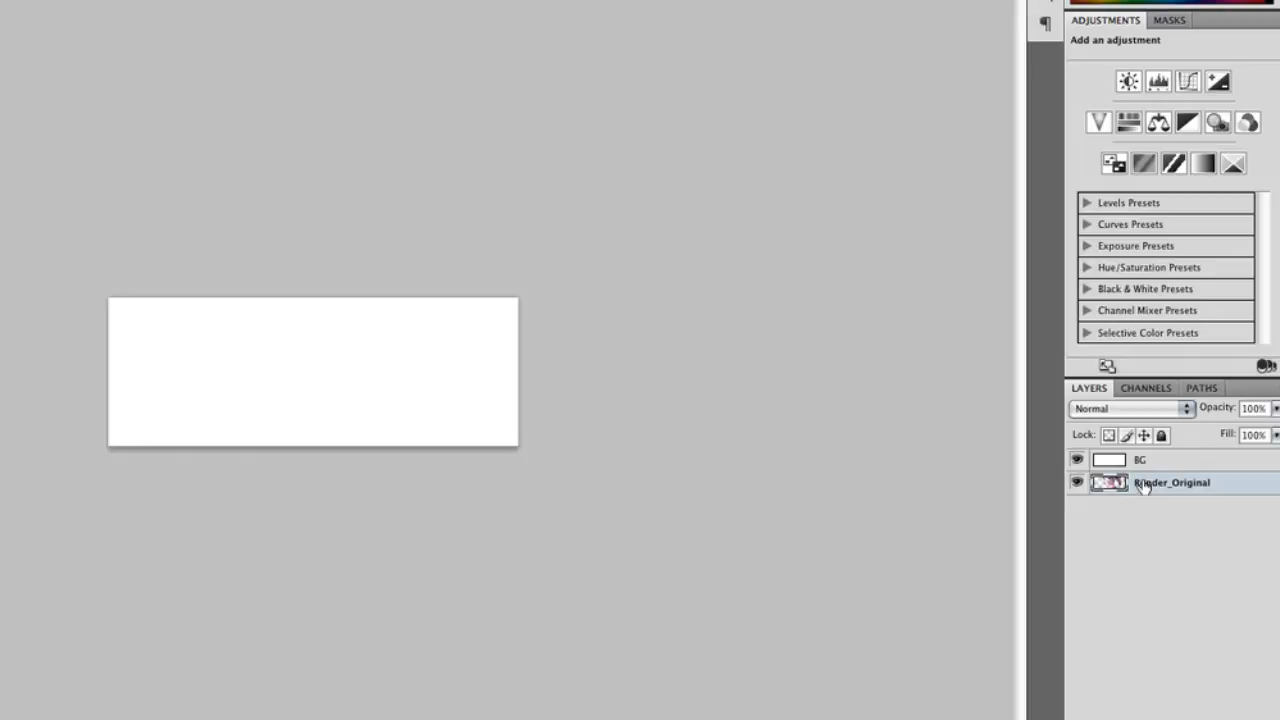 ADJUSTMENTS MASKS
Add an adjustment
Levels Presets
Curves Presets
Exposure Presets
Hue/Saturation Presets
Black & White Presets
Channel Mixer Presets
Selective Color Presets
LAYERS CHANNELS PATHS
Normal Opacity: 100%
Lock: Fill: 100%
BG
Render_Original